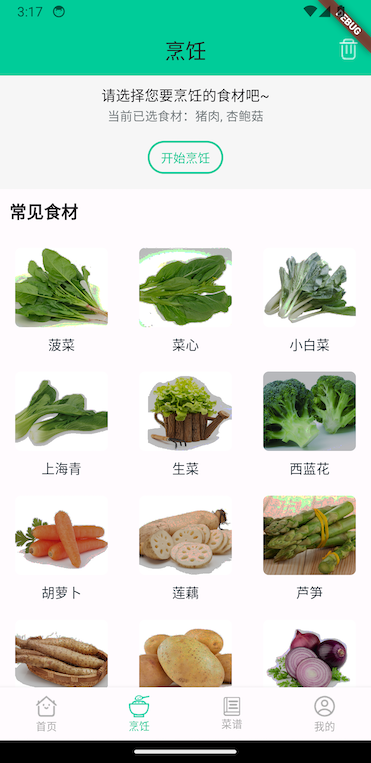 3:17
DEBUG
烹饪
请选择您要烹饪的食材吧~
当前已选食材：猪肉, 杏鲍菇
开始烹饪
常见食材
菠菜
菜心
小白菜
上海青
生菜
西蓝花
胡萝卜
莲藕
芦笋
首页
烹饪
菜谱
我的